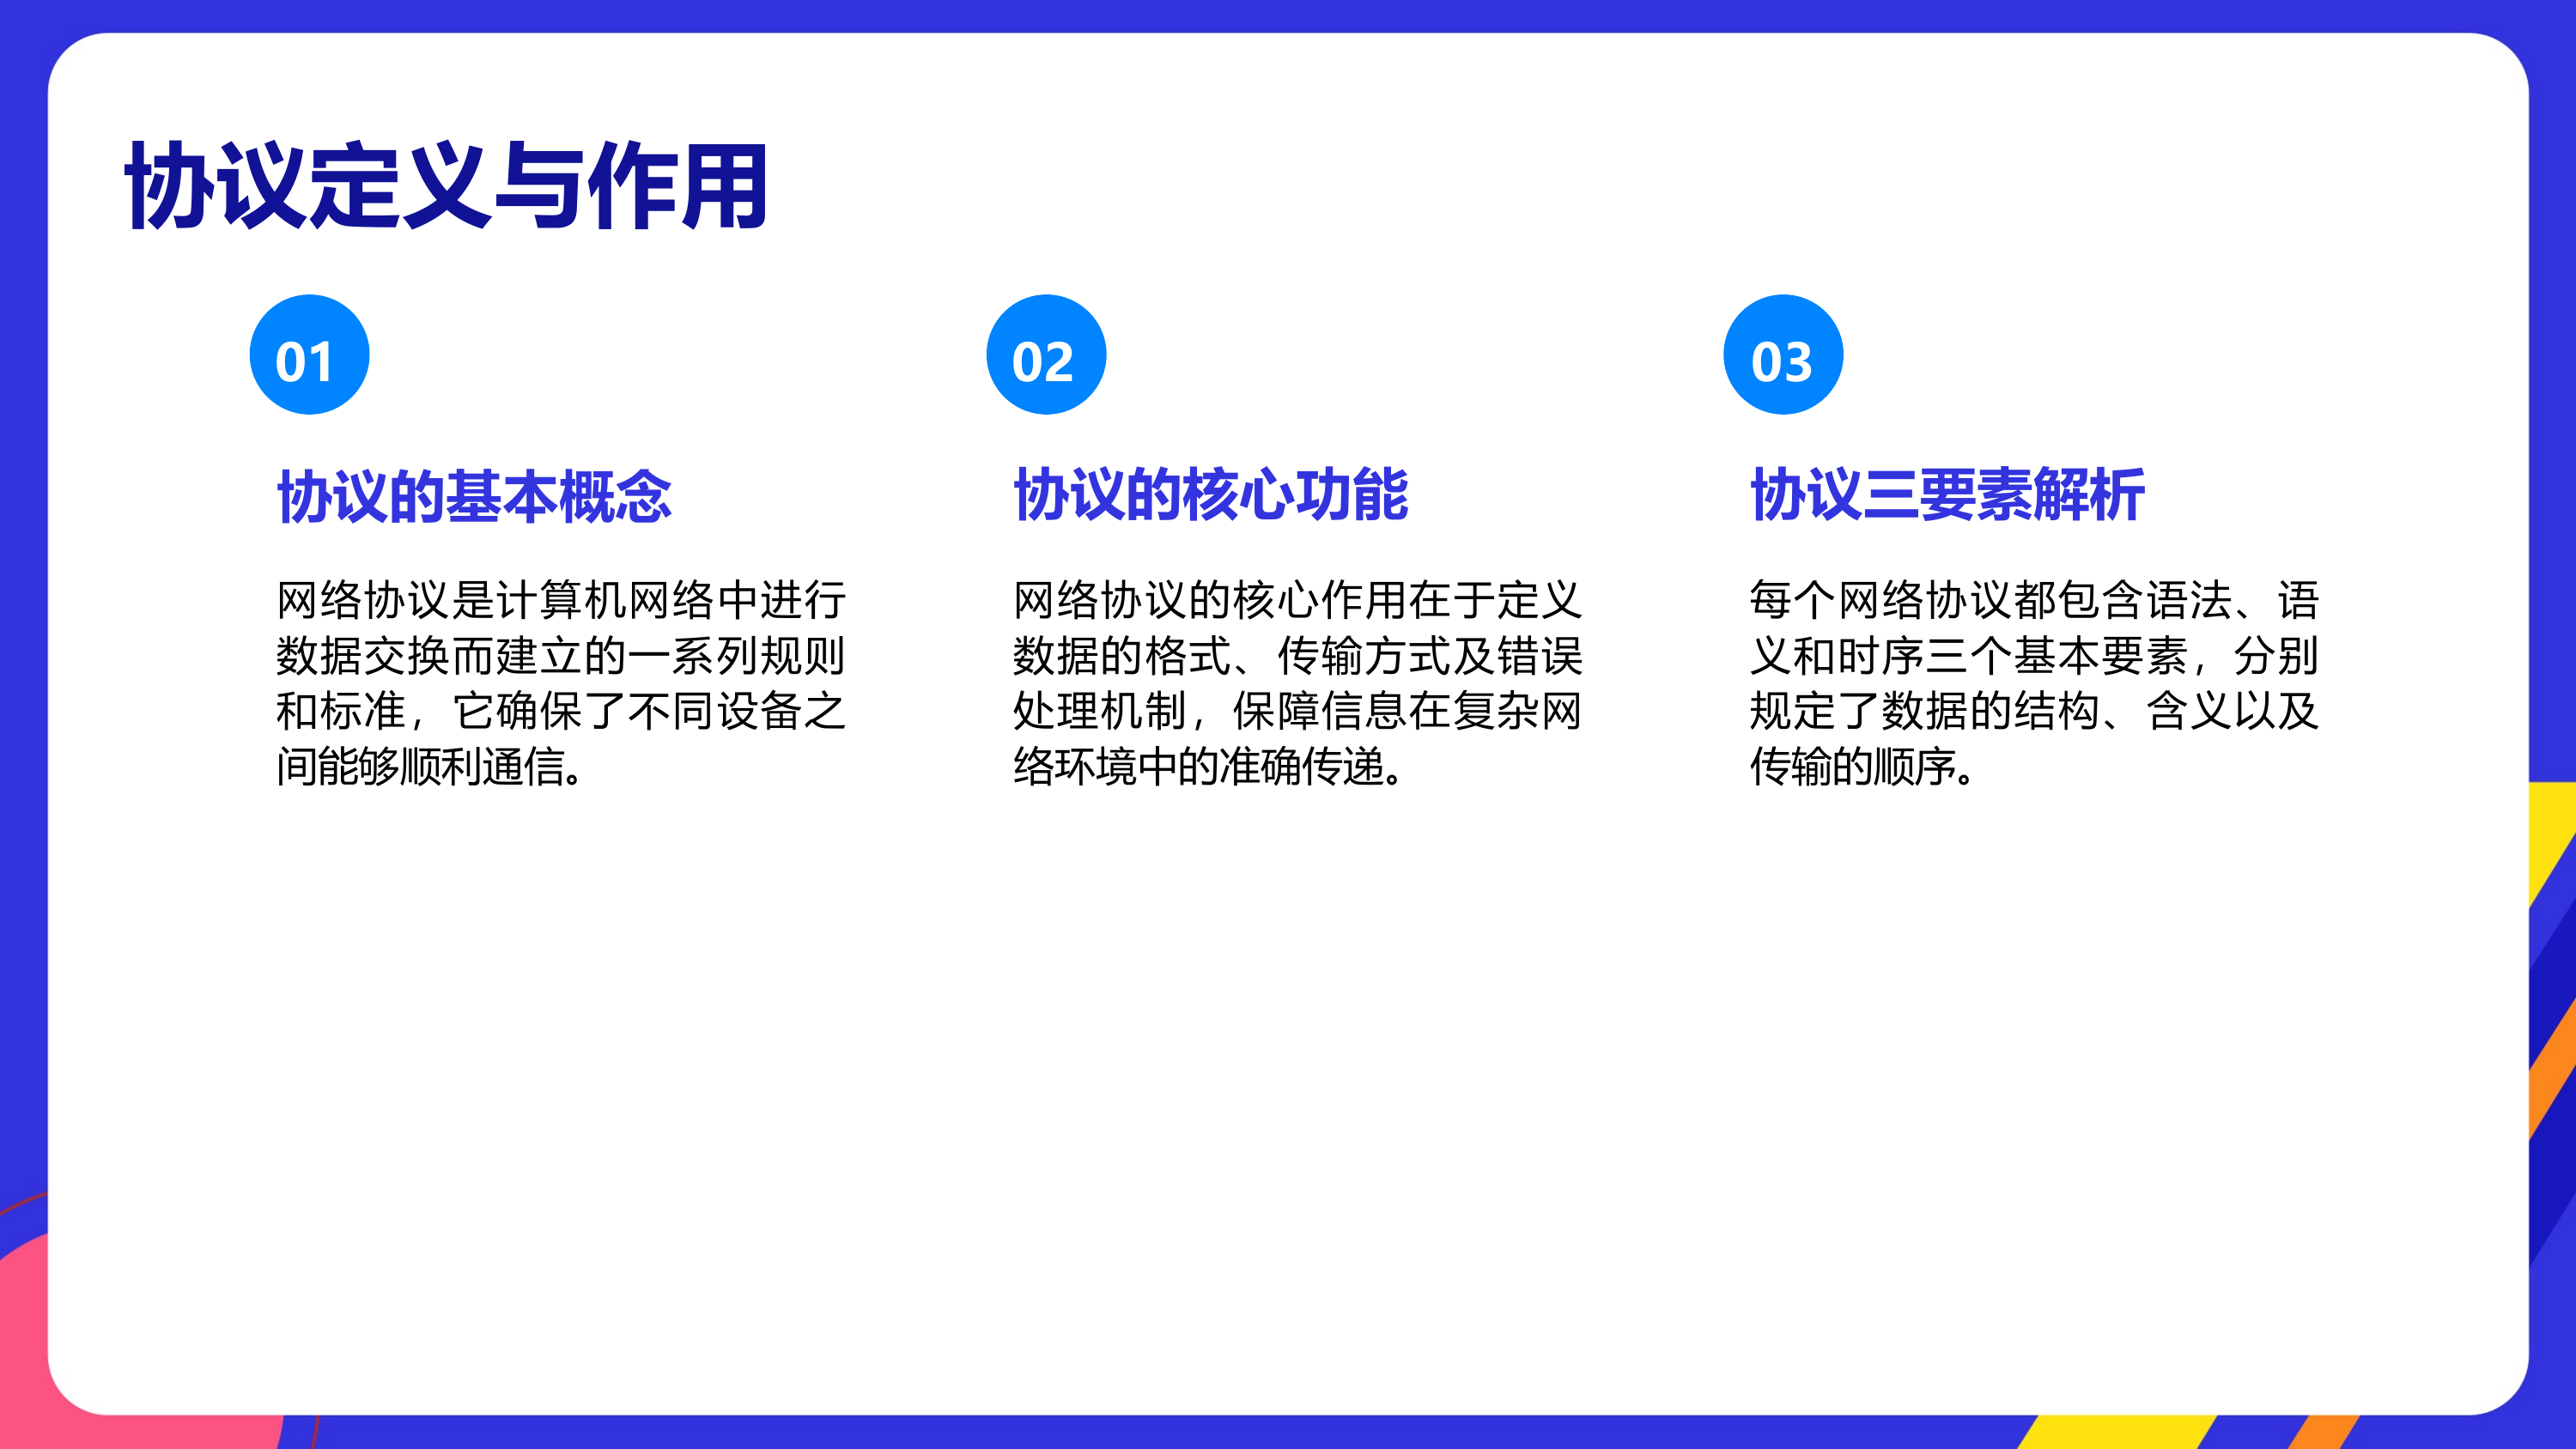 协议定义与作用
01
协议的基本概念
网络协议是计算机网络中进行
数据交换而建立的一系列规则
和标准，它确保了不同设备之
间能够顺利通信。
02
协议的核心功能
网络协议的核心作用在于定义
数据的格式、传输方式及错误
处理机制，保障信息在复杂网
络环境中的准确传递。
03
协议三要素解析
每个网络协议都包含语法、语
义和时序三个基本要素，分别
规定了数据的结构、含义以及
传输的顺序。